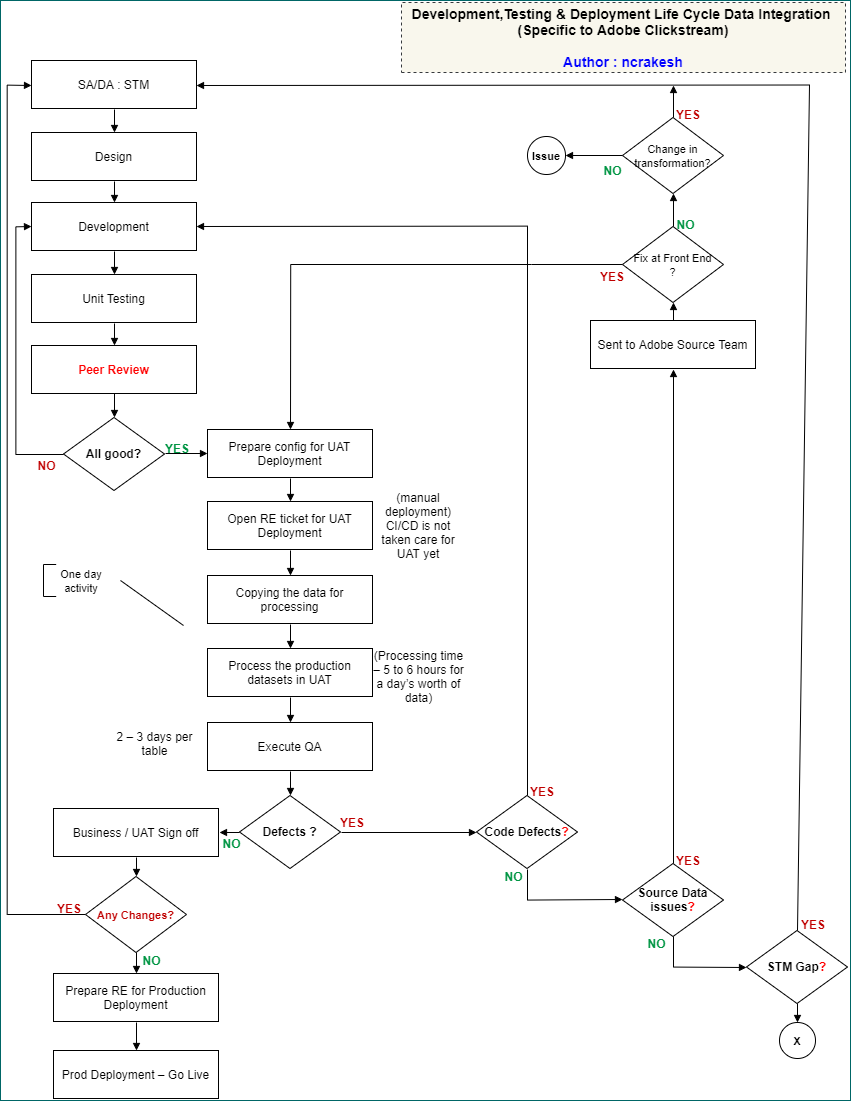 Development,Testing & Deployment Life Cycle Data Integration
(Specific to Adobe Clickstream)
Author : ncrakesh
SA/DA : STM
YES
Change in
transformation?
Issue
NO
Design
Development
NO
Fix at Front End
?
YES
Unit Testing
Sent to Adobe Source Team
Peer Review
All good?
YES
NO
Prepare config for UAT
Deployment
Open RE ticket for UAT
Deployment
(manual
deployment)
CI/CD is not
taken care for
UAT yet
One day
activity
Copying the data for
processing
Process the production
datasets in UAT
(Processing time
– 5 to 6 hours for
a day's worth of
data)
2 – 3 days per
table
Execute QA
YES
Business / UAT Sign off
NO
Defects ?
YES
Code Defects?
NO
YES
Source Data
issues?
NO
YES
Any Changes?
NO
YES
STM Gap?
Prepare RE for Production
Deployment
X
Prod Deployment – Go Live